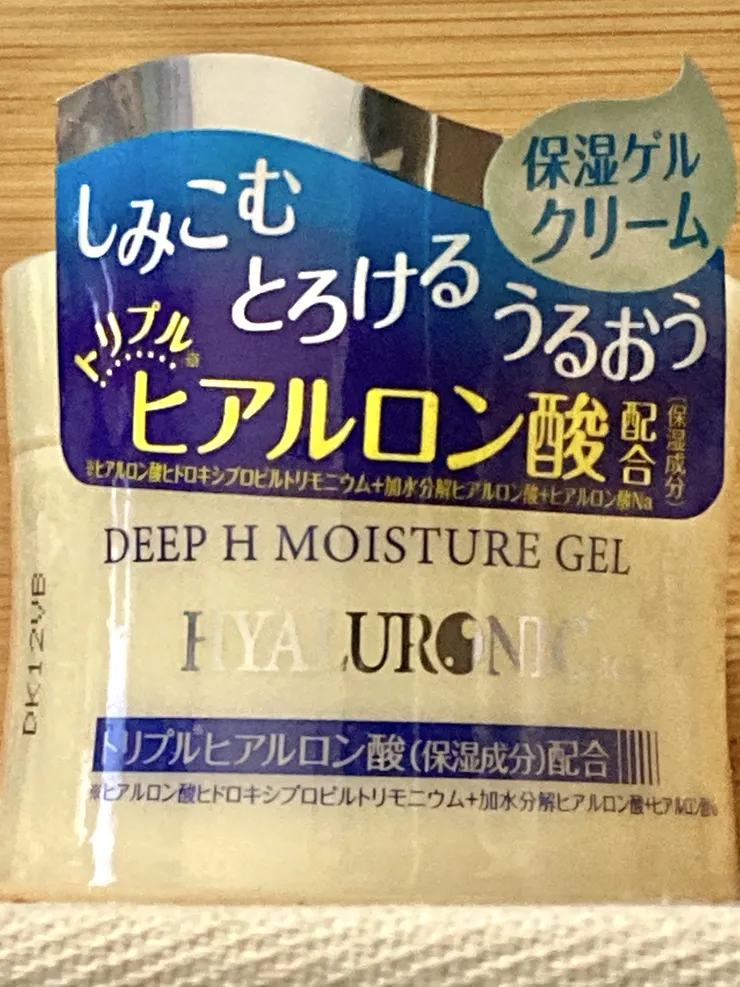 保湿ゲル
クリーム
しみこむ
とろける
うるおう
トリプル※
ヒアルロン酸配合(保湿成分)
※ヒアルロン酸ヒドロキシプロピルトリモニウム+加水分解ヒアルロン酸+ヒアルロン酸Na
DEEP H MOISTURE GEL
HYALURONIC
DK12VB
トリプル※ヒアルロン酸(保湿成分)配合
※ヒアルロン酸ヒドロキシプロピルトリモニウム+加水分解ヒアルロン酸+ヒアルロン酸